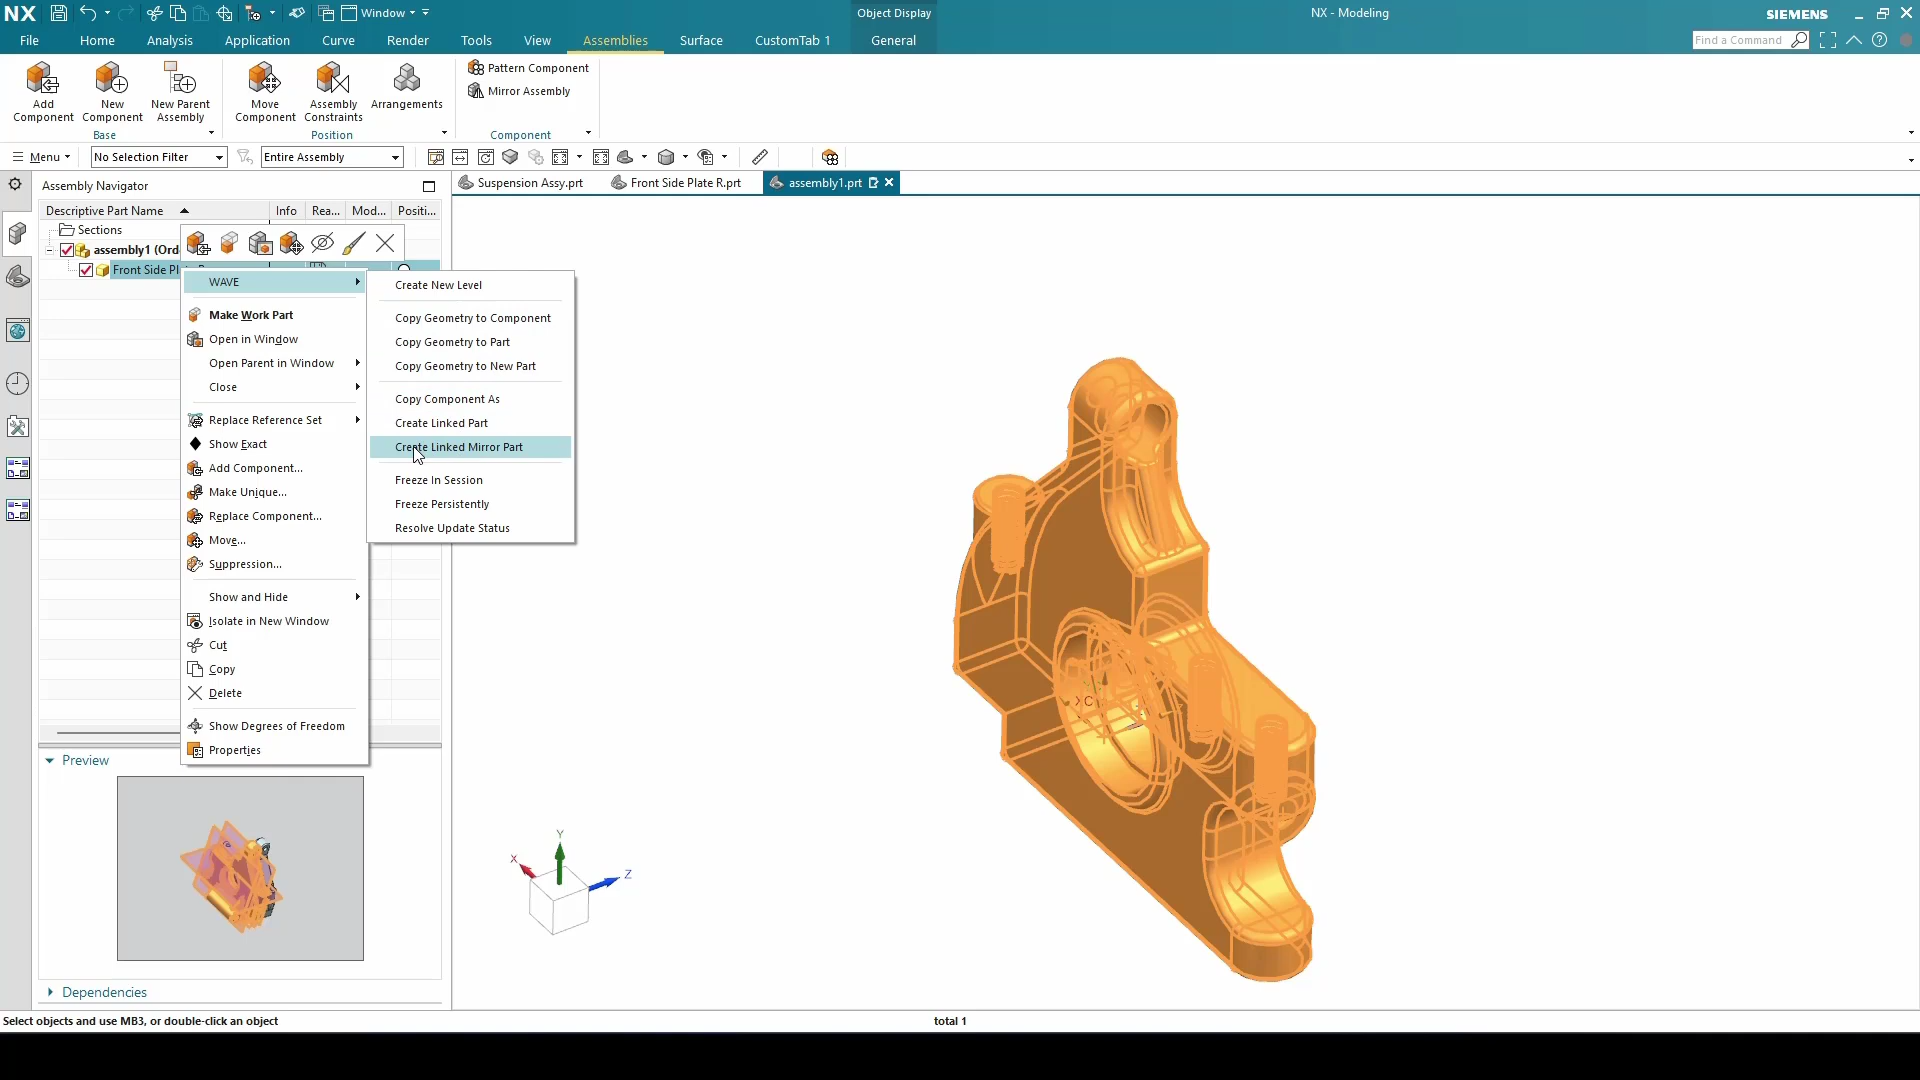 NX
Window
Object Display
NX - Modeling
SIEMENS
File
Home
Analysis
Application
Curve
Render
Tools
View
Assemblies
Surface
CustomTab 1
General
Find a Command
Add Component
New Component
New Parent Assembly
Move Component
Assembly Constraints
Arrangements
Pattern Component
Mirror Assembly
Base
Position
Component
Menu
No Selection Filter
Entire Assembly
Assembly Navigator
Suspension Assy.prt
Front Side Plate R.prt
assembly1.prt
Descriptive Part Name
Info
Rea...
Mod...
Positi...
Sections
assembly1 (Ord
Front Side Pl
WAVE
Make Work Part
Open in Window
Open Parent in Window
Close
Replace Reference Set
Show Exact
Add Component...
Make Unique...
Replace Component...
Move...
Suppression...
Show and Hide
Isolate in New Window
Cut
Copy
Delete
Show Degrees of Freedom
Properties
Create New Level
Copy Geometry to Component
Copy Geometry to Part
Copy Geometry to New Part
Copy Component As
Create Linked Part
Create Linked Mirror Part
Freeze in Session
Freeze Persistently
Resolve Update Status
Preview
Dependencies
XC
Y
X
Z
Select objects and use MB3, or double-click an object
total 1